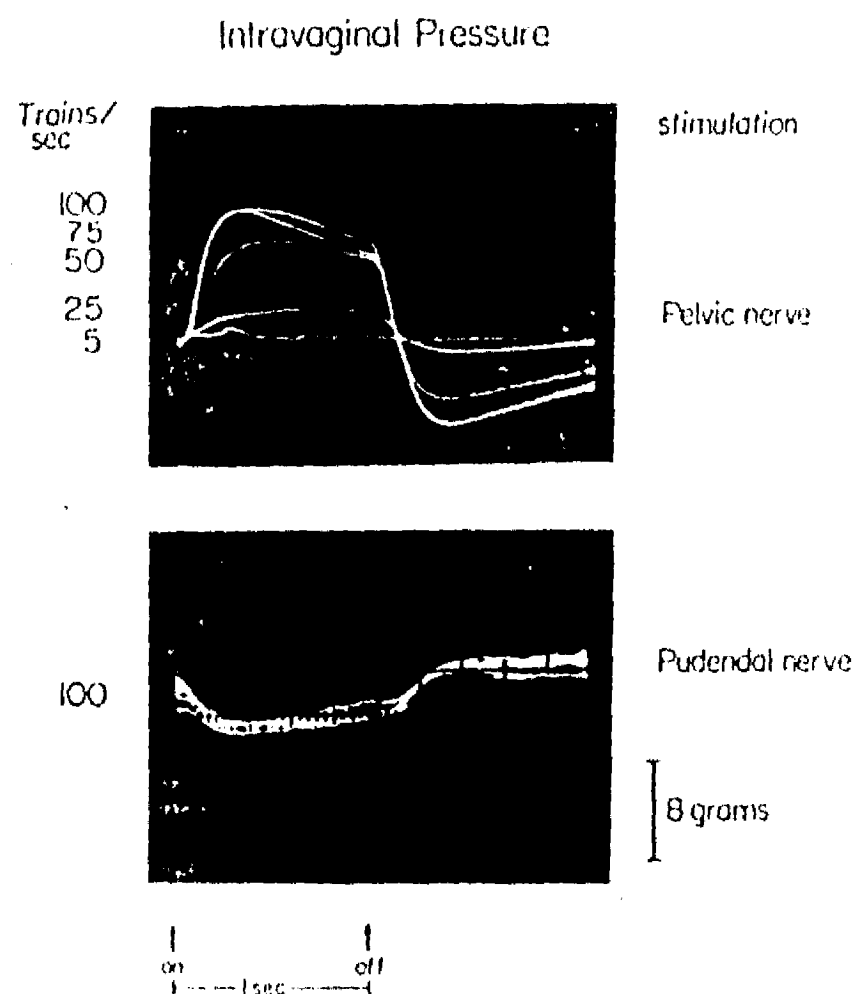 Intravaginal Pressure
Trains/
sec
stimulation
100
75
50
25
5
Pelvic nerve
100
Pudendal nerve
8 grams
on
off
1 sec